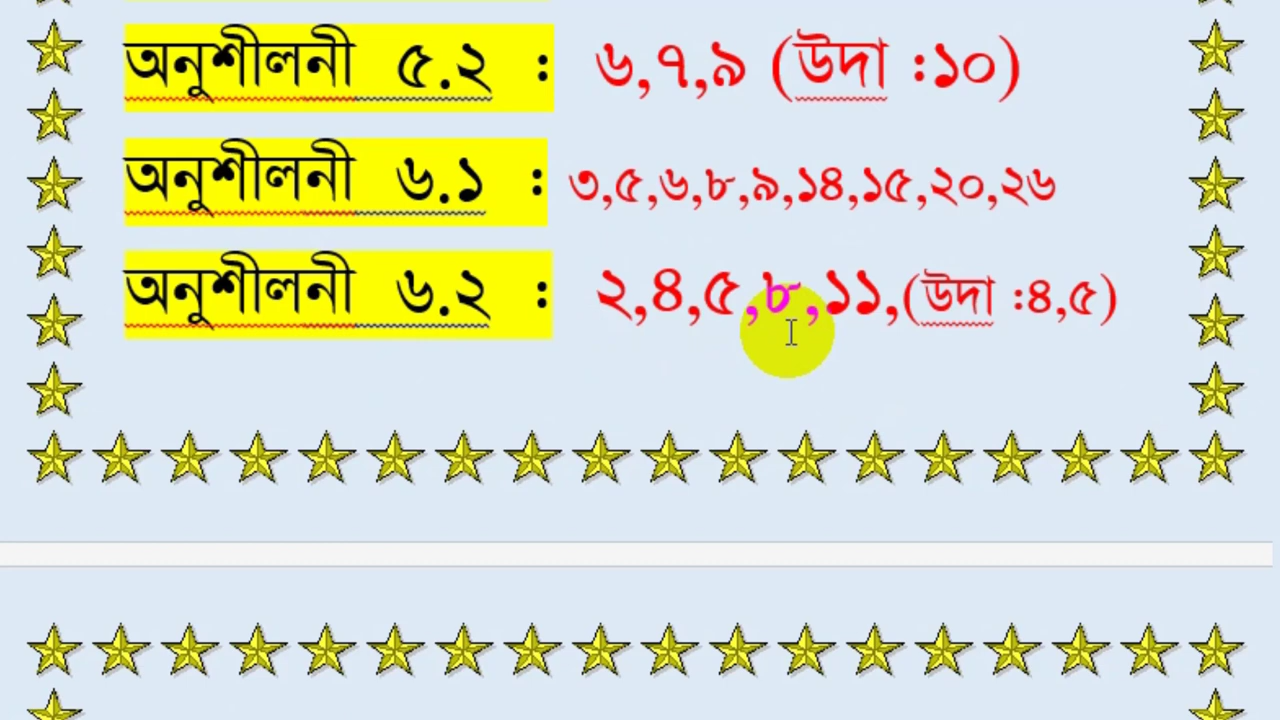 অনুশীলনী ৫.২ : ৬,৭,৯ (উদা :১০)
অনুশীলনী ৬.১ : ৩,৫,৬,৮,৯,১৪,১৫,২০,২৬
অনুশীলনী ৬.২ : ২,৪,৫,৮,১১,(উদা :৪,৫)